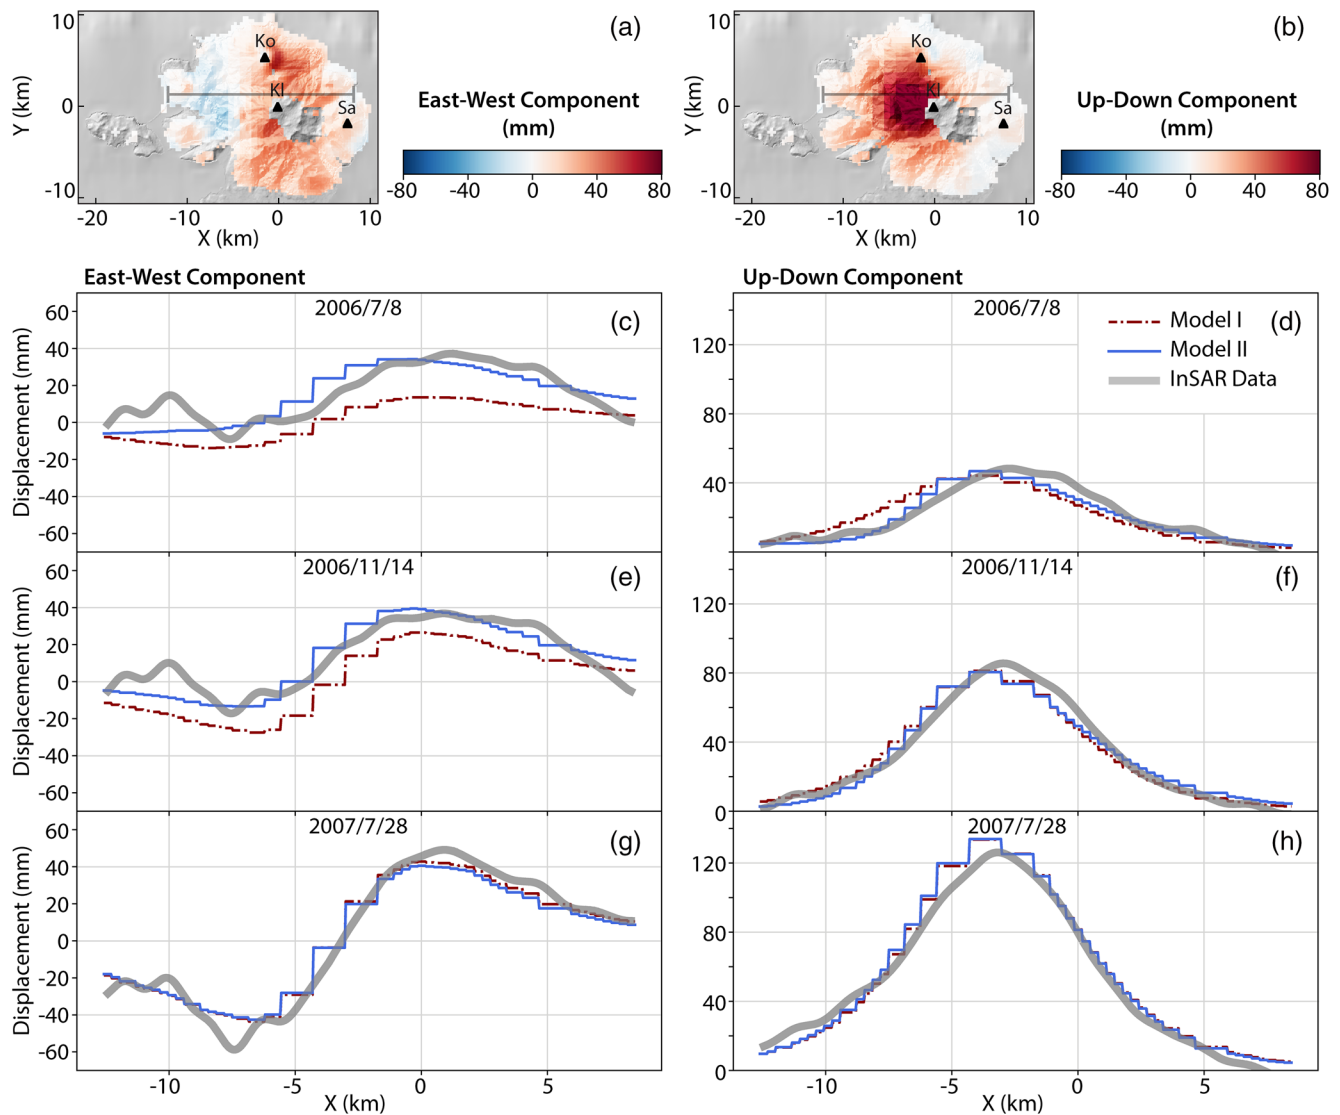 10
0
-10
Y (km)
-20
-10
0
10
X (km)
Ko
Kl
Sa
(a)
East-West Component
(mm)
-80
-40
0
40
80
10
0
-10
Y (km)
-20
-10
0
10
X (km)
Ko
Kl
Sa
(b)
Up-Down Component
(mm)
-80
-40
0
40
80
East-West Component
2006/7/8
(c)
60
40
20
0
-20
-40
-60
Displacement (mm)
Up-Down Component
2006/7/8
(d)
Model I
Model II
InSAR Data
120
80
40
2006/11/14
(e)
60
40
20
0
-20
40
-60
Displacement (mm)
2006/11/14
(f)
120
80
40
0
2007/7/28
(g)
60
40
20
0
-20
-40
-60
Displacement (mm)
-10
-5
0
5
X (km)
2007/7/28
(h)
120
80
40
0
-10
-5
0
5
X (km)